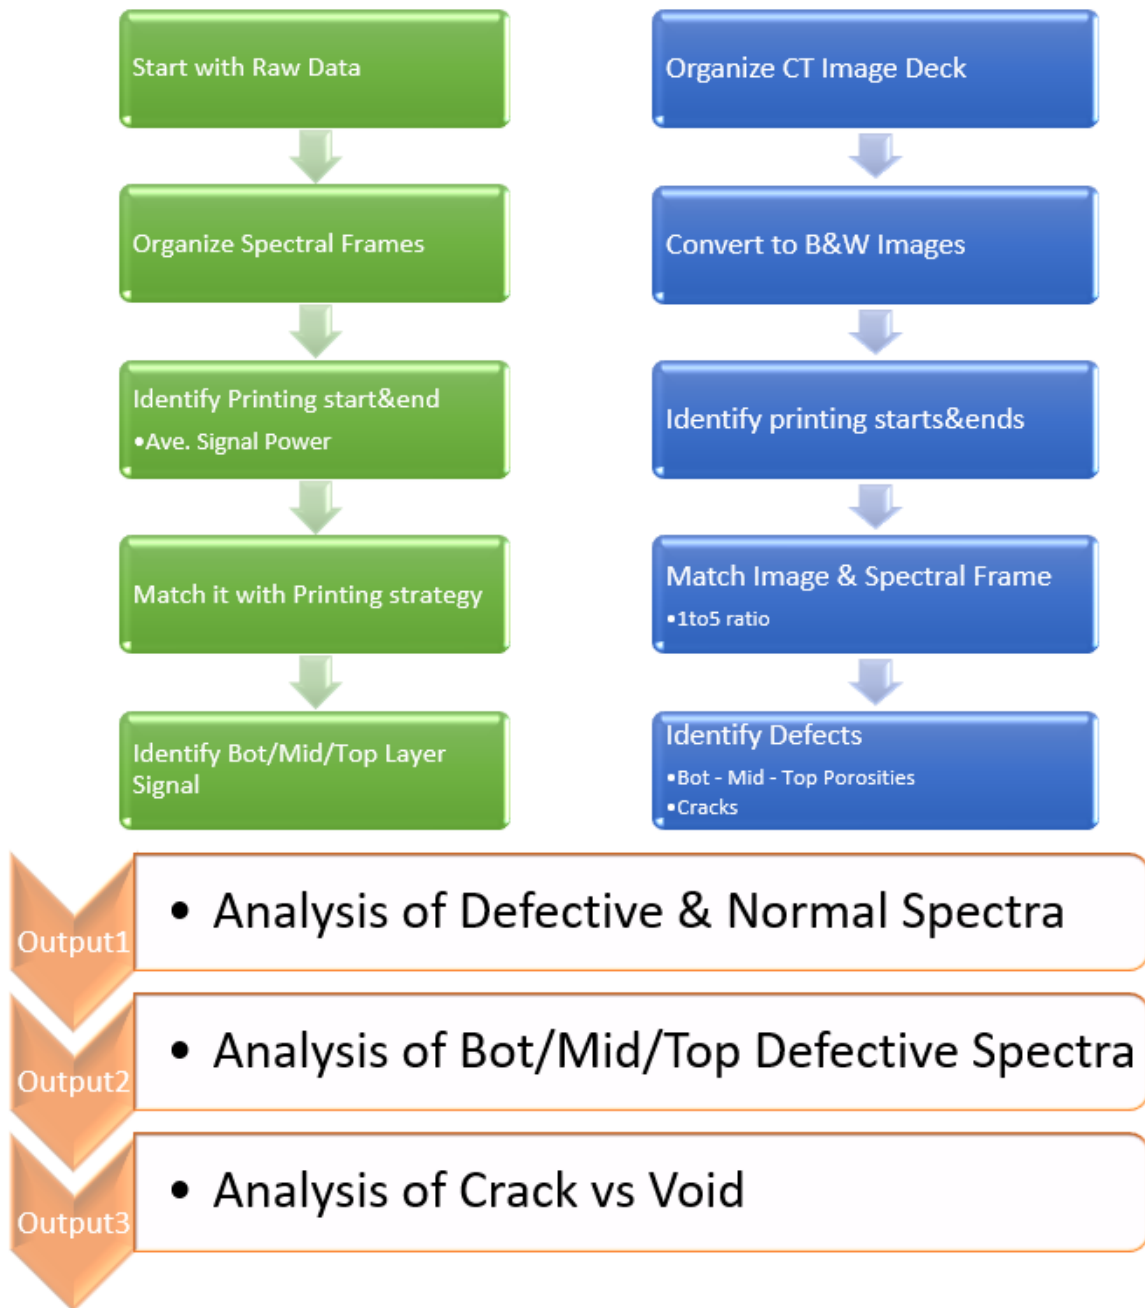 Start with Raw Data
Organize Spectral Frames
Identify Printing start&end
•Ave. Signal Power
Match it with Printing strategy
Identify Bot/Mid/Top Layer
Signal
Organize CT Image Deck
Convert to B&W Images
Identify printing starts&ends
Match Image & Spectral Frame
•1to5 ratio
Identify Defects
•Bot - Mid - Top Porosities
•Cracks
Output1
• Analysis of Defective & Normal Spectra
Output2
• Analysis of Bot/Mid/Top Defective Spectra
Output3
• Analysis of Crack vs Void